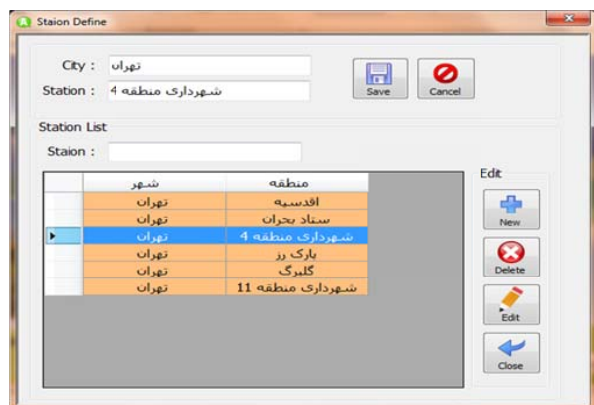 Staion Define
City : تهران
Station : شهرداری منطقه 4
Save
Cancel
Station List
Staion :
منطقه شهر
اقدسیه تهران
ستاد بحران تهران
شهرداری منطقه 4 تهران
پارک رز تهران
گلبرگ تهران
شهرداری منطقه 11 تهران
Edit
New
Delete
Edit
Close